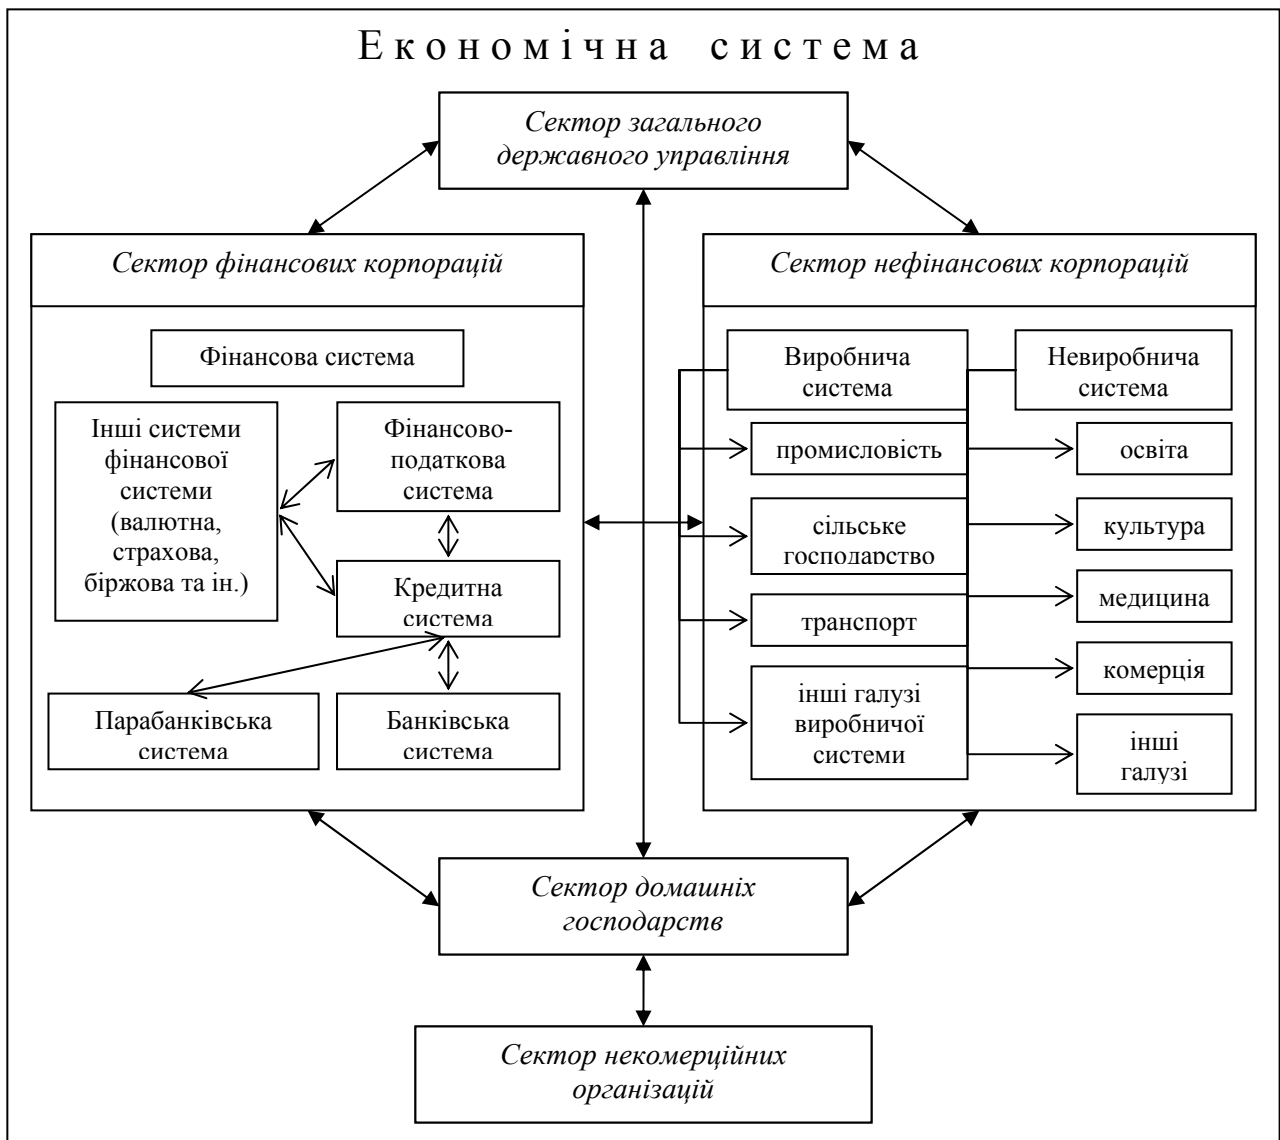 Економічна система
Сектор загального
державного управління
Сектор фінансових корпорацій
Сектор нефінансових корпорацій
Фінансова система
Інші системи
фінансової
системи
(валютна,
страхова,
біржова та ін.)
Фінансово-
податкова
система
Кредитна
система
Парабанківська
система
Банківська
система
Виробнича
система
Невиробнича
система
промисловість
сільське
господарство
транспорт
інші галузі
виробничої
системи
освіта
культура
медицина
комерція
інші
галузі
Сектор домашніх
господарств
Сектор некомерційних
організацій